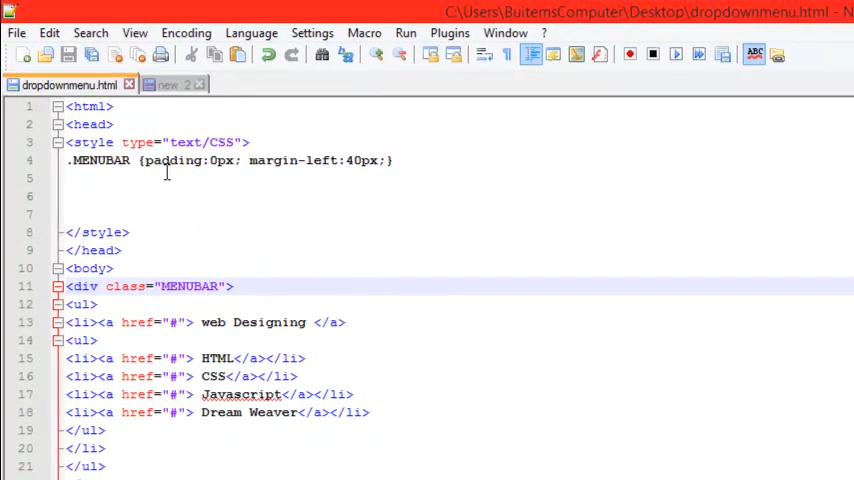 C:\Users\BuitemsComputer\Desktop\dropdownmenu.html - N
File Edit Search View Encoding Language Settings Macro Run Plugins Window ?
ABC
dropdownmenu.html new 2
1 <html>
2 <head>
3 <style type="text/CSS">
4 .MENUBAR {padding:0px; margin-left:40px;}
5
6
7
8 </style>
9 </head>
10 <body>
11 <div class="MENUBAR">
12 <ul>
13 <li><a href="#"> web Designing </a>
14 <ul>
15 <li><a href="#"> HTML</a></li>
16 <li><a href="#"> CSS</a></li>
17 <li><a href="#"> Javascript</a></li>
18 <li><a href="#"> Dream Weaver</a></li>
19 </ul>
20 </li>
21 </ul>